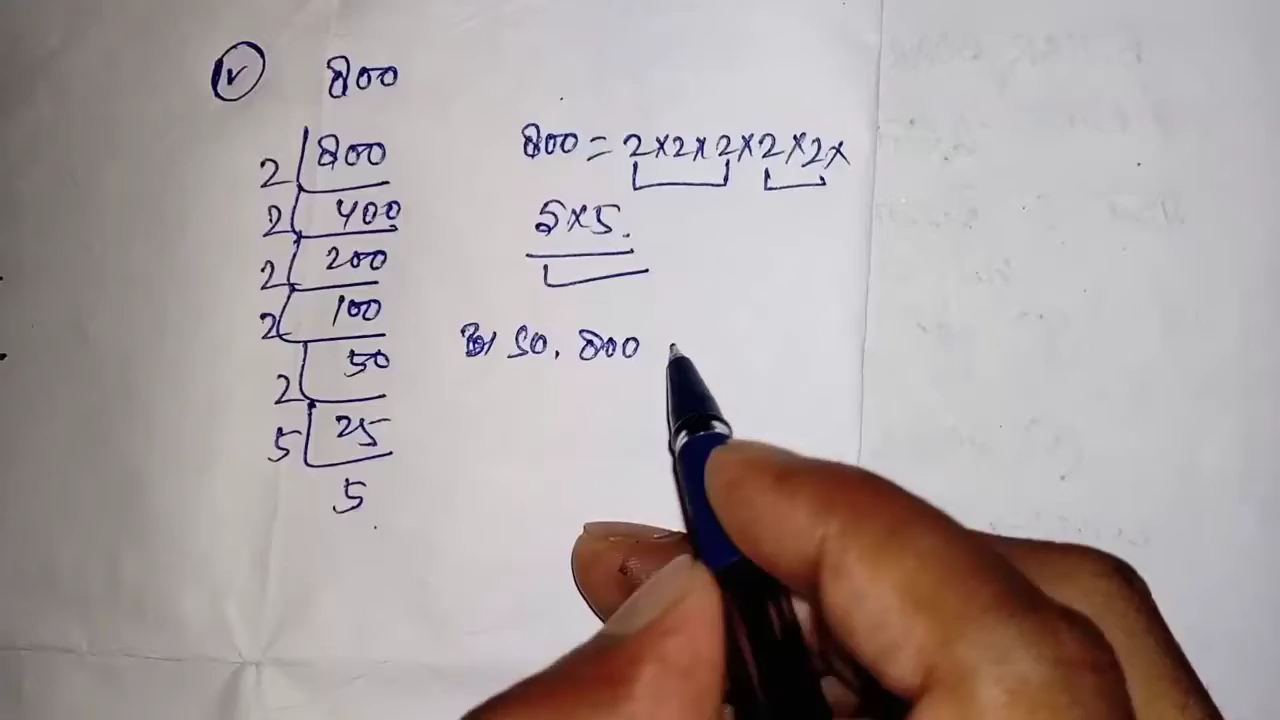 (v) 800
2 | 800
2 | 400
2 | 200
2 | 100
2 | 50
5 | 25
5
800 = 2×2×2×2×2×
5×5.
So, 800